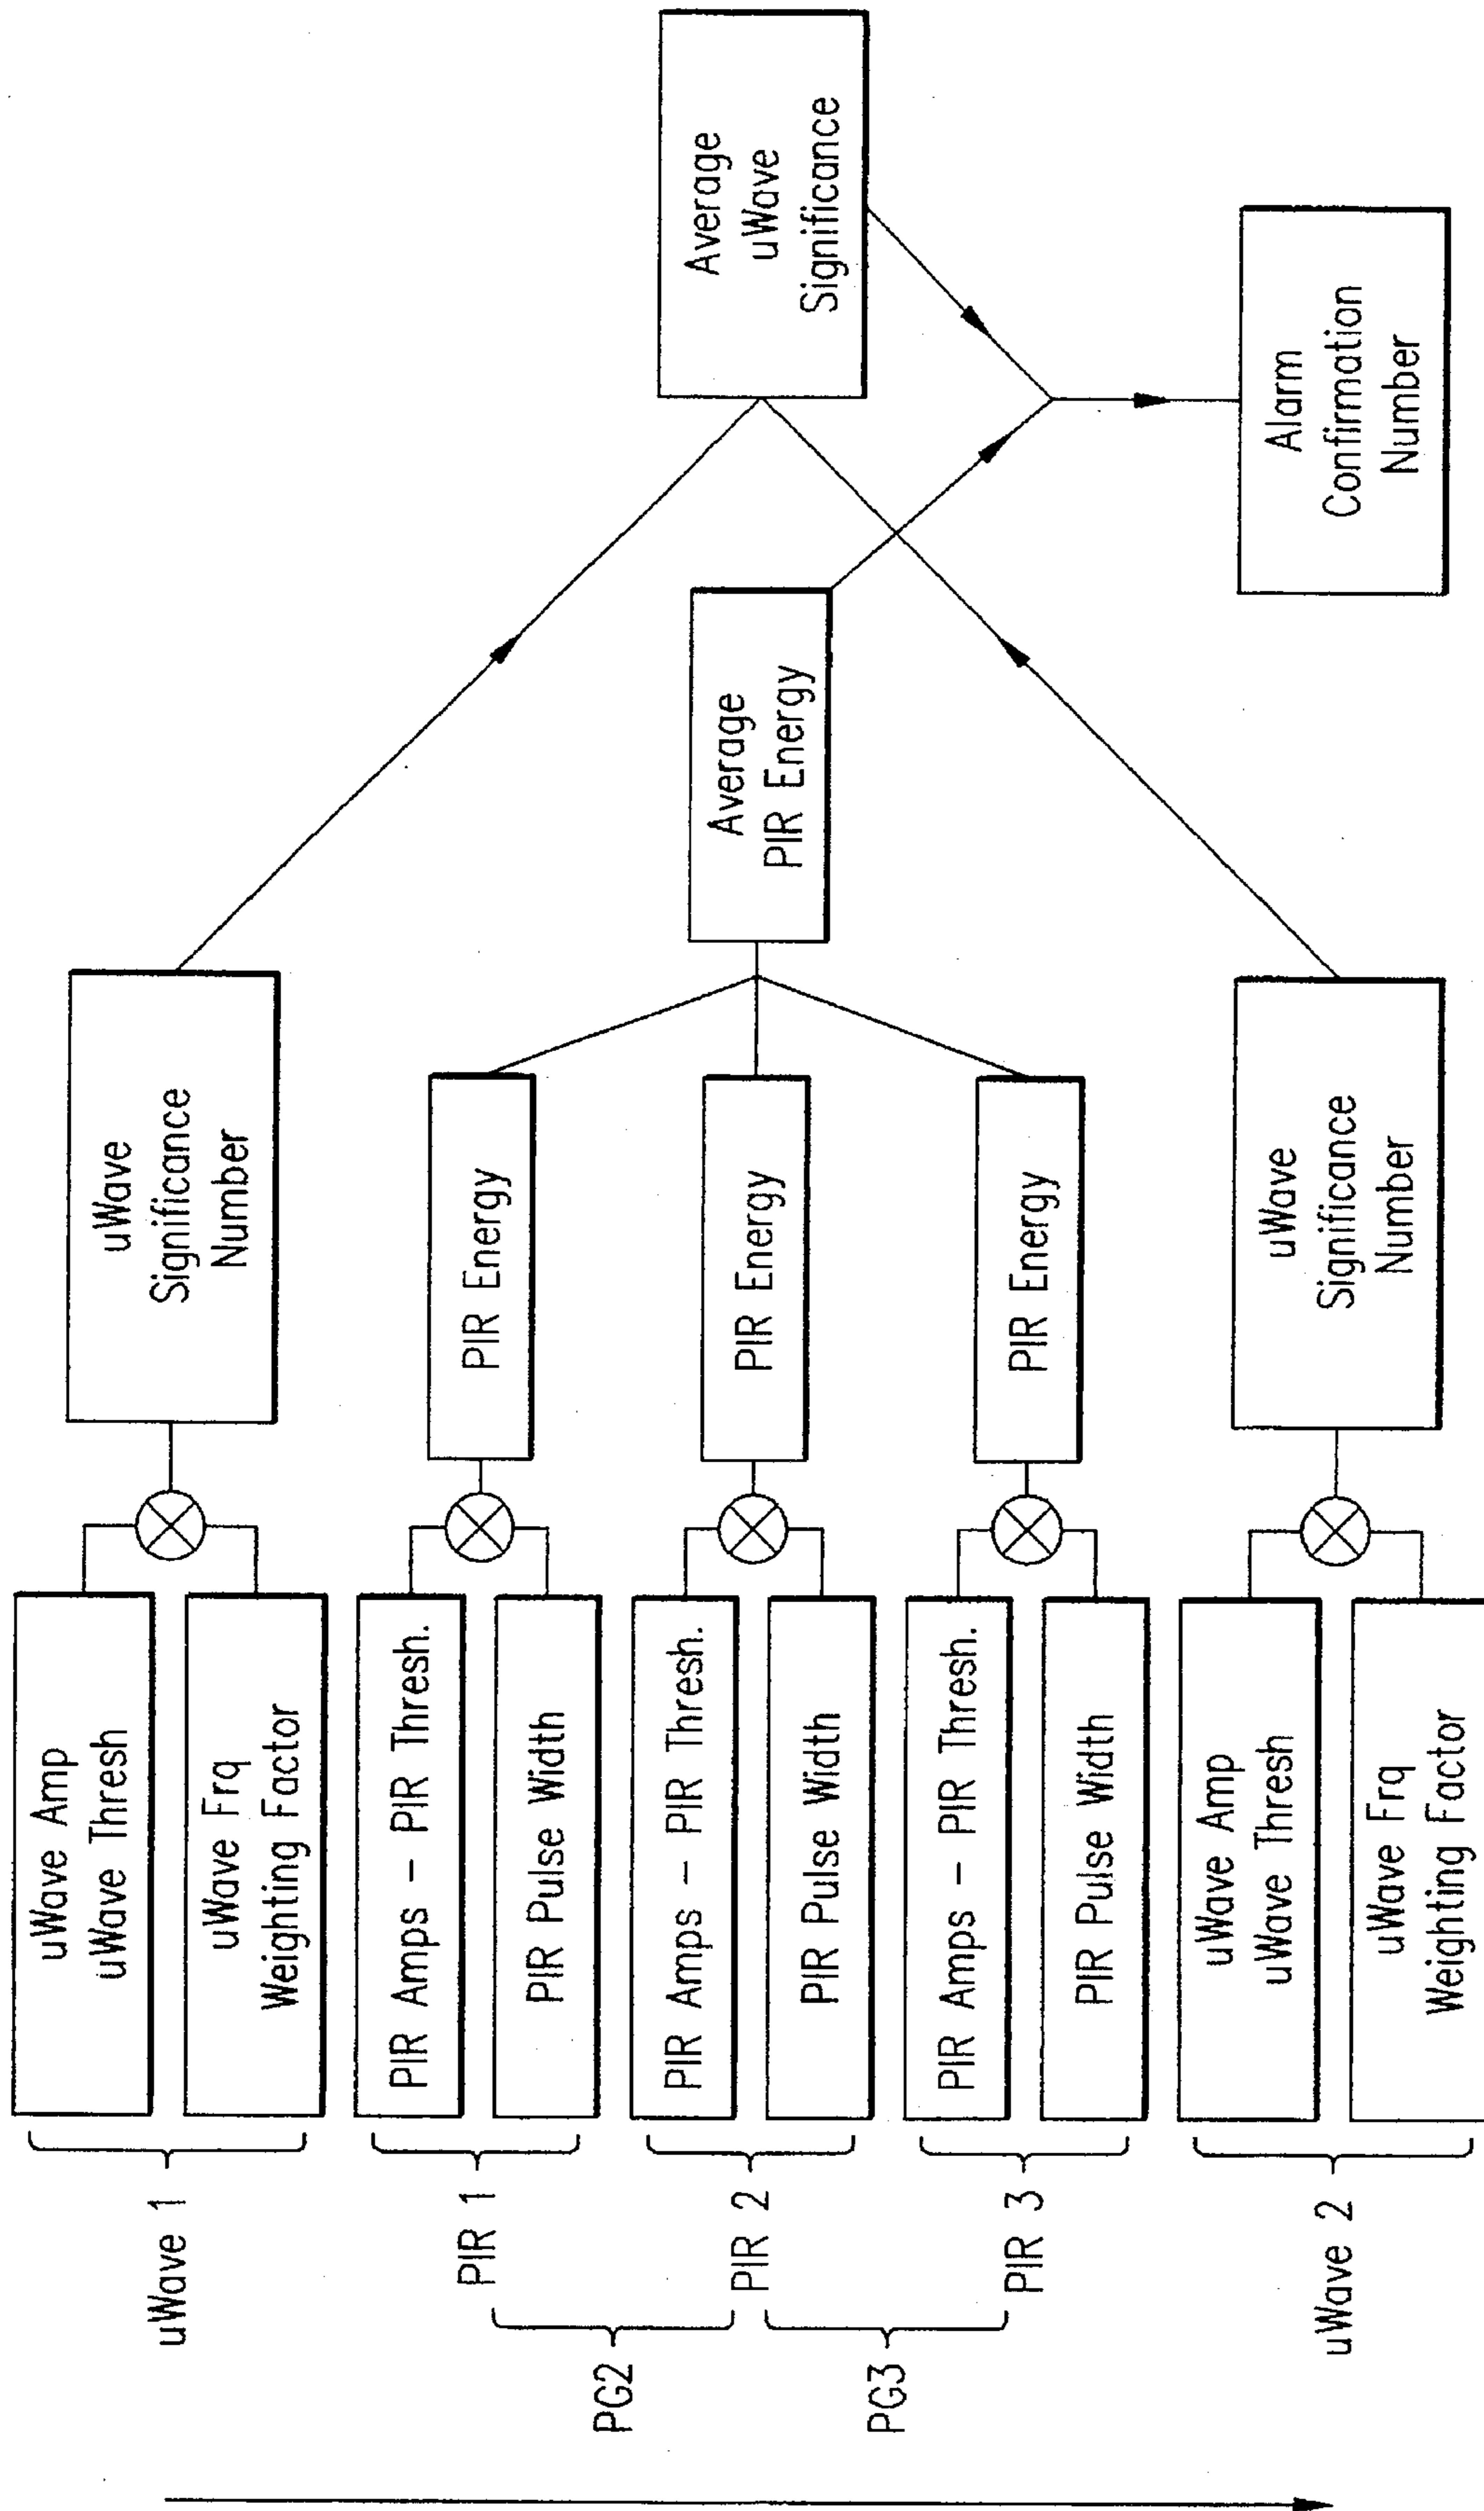 uWave 1
uWave Amp
uWave Thresh
uWave Frq
Weighting Factor
uWave
Significance
Number
PG2
PIR 1
PIR Amps - PIR Thresh.
PIR Pulse Width
PIR Energy
PIR 2
PIR Amps - PIR Thresh.
PIR Pulse Width
PIR Energy
PG3
PIR 3
PIR Amps - PIR Thresh.
PIR Pulse Width
PIR Energy
uWave 2
uWave Amp
uWave Thresh
uWave Frq
Weighting Factor
uWave
Significance
Number
Average
PIR Energy
Average
uWave
Significance
Alarm
Confirmation
Number